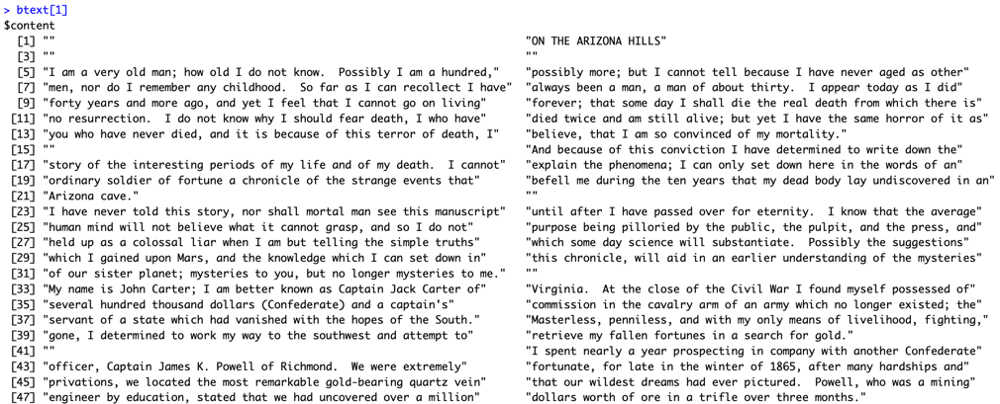 > btext[1]
$content
[1] "" "ON THE ARIZONA HILLS"
[3] "" ""
[5] "I am a very old man; how old I do not know.  Possibly I am a hundred," "possibly more; but I cannot tell because I have never aged as other"
[7] "men, nor do I remember any childhood.  So far as I can recollect I have" "always been a man, a man of about thirty.  I appear today as I did"
[9] "forty years and more ago, and yet I feel that I cannot go on living" "forever; that some day I shall die the real death from which there is"
[11] "no resurrection.  I do not know why I should fear death, I who have" "died twice and am still alive; but yet I have the same horror of it as"
[13] "you who have never died, and it is because of this terror of death, I" "believe, that I am so convinced of my mortality."
[15] "" "And because of this conviction I have determined to write down the"
[17] "story of the interesting periods of my life and of my death.  I cannot" "explain the phenomena; I can only set down here in the words of an"
[19] "ordinary soldier of fortune a chronicle of the strange events that" "befell me during the ten years that my dead body lay undiscovered in an"
[21] "Arizona cave." ""
[23] "I have never told this story, nor shall mortal man see this manuscript" "until after I have passed over for eternity.  I know that the average"
[25] "human mind will not believe what it cannot grasp, and so I do not" "purpose being pilloried by the public, the pulpit, and the press, and"
[27] "held up as a colossal liar when I am but telling the simple truths" "which some day science will substantiate.  Possibly the suggestions"
[29] "which I gained upon Mars, and the knowledge which I can set down in" "this chronicle, will aid in an earlier understanding of the mysteries"
[31] "of our sister planet; mysteries to you, but no longer mysteries to me." ""
[33] "My name is John Carter; I am better known as Captain Jack Carter of" "Virginia.  At the close of the Civil War I found myself possessed of"
[35] "several hundred thousand dollars (Confederate) and a captain's" "commission in the cavalry arm of an army which no longer existed; the"
[37] "servant of a state which had vanished with the hopes of the South." "Masterless, penniless, and with my only means of livelihood, fighting,"
[39] "gone, I determined to work my way to the southwest and attempt to" "retrieve my fallen fortunes in a search for gold."
[41] "" "I spent nearly a year prospecting in company with another Confederate"
[43] "officer, Captain James K. Powell of Richmond.  We were extremely" "fortunate, for late in the winter of 1865, after many hardships and"
[45] "privations, we located the most remarkable gold-bearing quartz vein" "that our wildest dreams had ever pictured.  Powell, who was a mining"
[47] "engineer by education, stated that we had uncovered over a million" "dollars worth of ore in a trifle over three months."